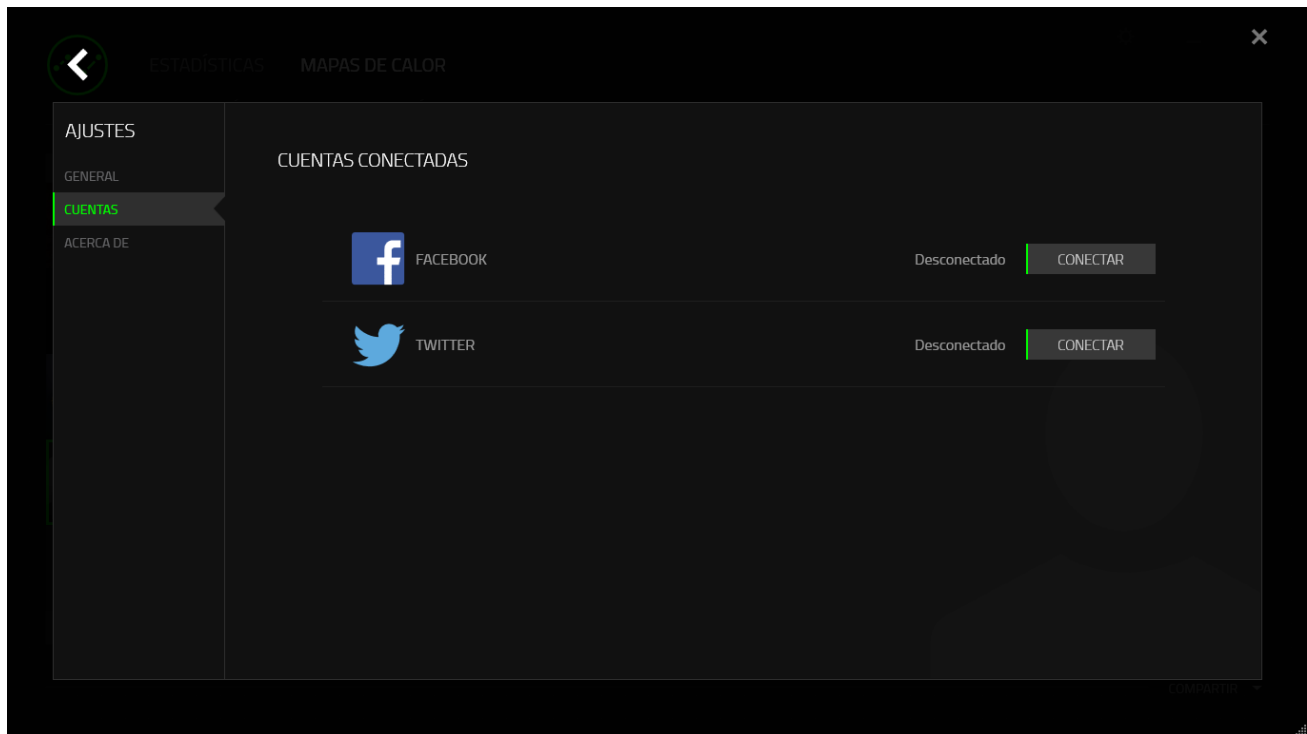 ESTADÍSTICAS MAPAS DE CALOR
AJUSTES
GENERAL
CUENTAS
ACERCA DE
CUENTAS CONECTADAS
FACEBOOK Desconectado CONECTAR
TWITTER Desconectado CONECTAR
COMPARTIR